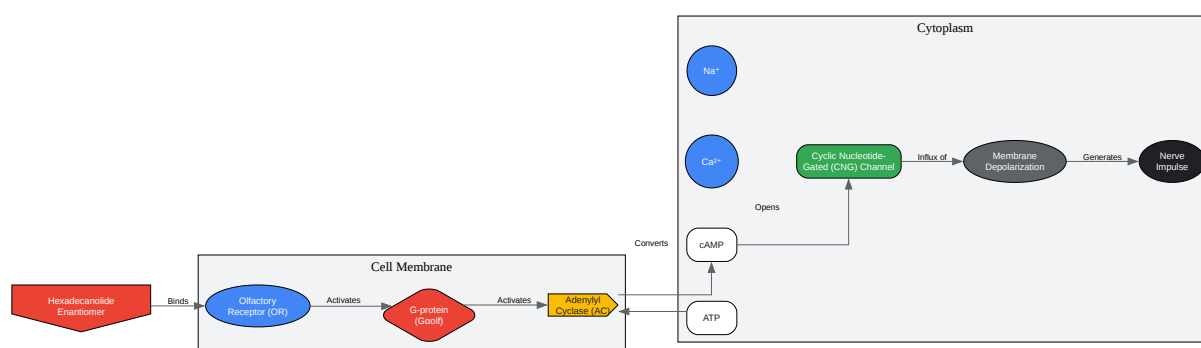 Cytoplasm
Na⁺
Ca²⁺
Cyclic Nucleotide-
Gated (CNG) Channel
Influx of
Membrane
Depolarization
Generates
Nerve
Impulse
Opens
Converts
cAMP
Cell Membrane
Hexadecanolide
Enantiomer
Binds
Olfactory
Receptor (OR)
Activates
G-protein
(Gαolf)
Activates
Adenylyl
Cyclase (AC)
ATP